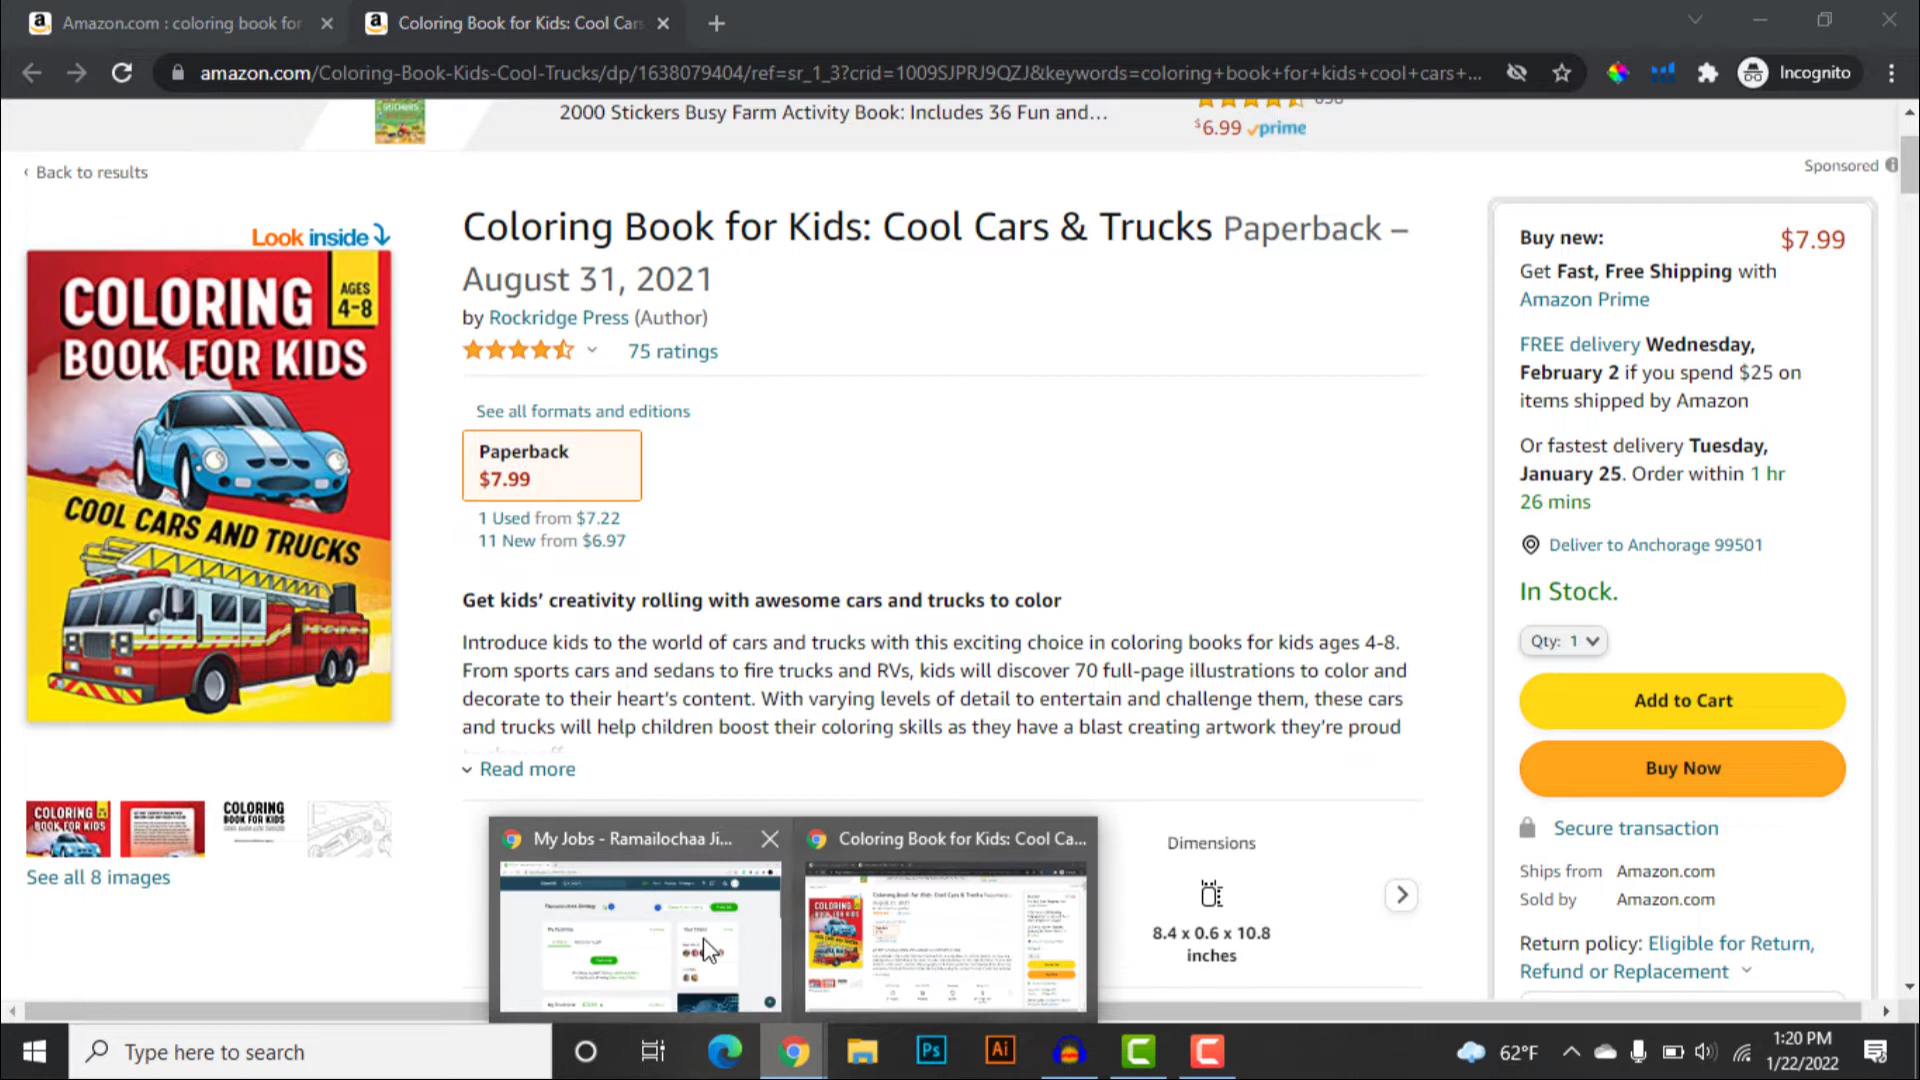 Amazon.com : coloring book for
Coloring Book for Kids: Cool Cars
amazon.com/Coloring-Book-Kids-Cool-Trucks/dp/1638079404/ref=sr_1_3?crid=1009SJPRJ9QZJ&keywords=coloring+book+for+kids+cool+cars+...
Incognito
STICKERS
2000 Stickers Busy Farm Activity Book: Includes 36 Fun and...
$6.99 prime
‹ Back to results
Sponsored
Look inside
COLORING
BOOK FOR KIDS
AGES
4-8
COOL CARS AND TRUCKS
Coloring Book for Kids: Cool Cars & Trucks Paperback –
August 31, 2021
by Rockridge Press (Author)
75 ratings
See all formats and editions
Paperback
$7.99
1 Used from $7.22
11 New from $6.97
Get kids’ creativity rolling with awesome cars and trucks to color
Introduce kids to the world of cars and trucks with this exciting choice in coloring books for kids ages 4-8.
From sports cars and sedans to fire trucks and RVs, kids will discover 70 full-page illustrations to color and
decorate to their heart’s content. With varying levels of detail to entertain and challenge them, these cars
and trucks will help children boost their coloring skills as they have a blast creating artwork they’re proud
Read more
COLORING
BOOK FOR KIDS
COLORING
BOOK FOR KIDS
See all 8 images
Dimensions
8.4 x 0.6 x 10.8
inches
Buy new:
$7.99
Get Fast, Free Shipping with
Amazon Prime
FREE delivery Wednesday,
February 2 if you spend $25 on
items shipped by Amazon
Or fastest delivery Tuesday,
January 25. Order within 1 hr
26 mins
Deliver to Anchorage 99501
In Stock.
Qty: 1
Add to Cart
Buy Now
Secure transaction
Ships from Amazon.com
Sold by Amazon.com
Return policy: Eligible for Return,
Refund or Replacement
My Jobs - Ramailochaa Ji...
Coloring Book for Kids: Cool Ca...
COLORING
BOOK FOR KIDS
Type here to search
Ps
Ai
62°F
1:20 PM
1/22/2022